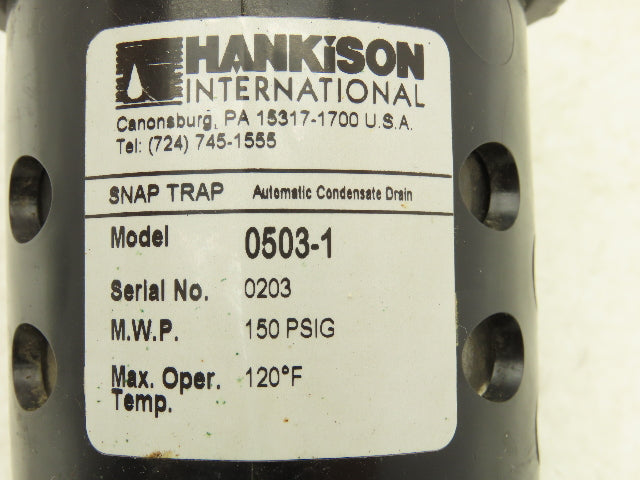 HANKiSON
INTERNATIONAL
Canonsburg, PA 15317-1700 U.S.A.
Tel: (724) 745-1555
SNAP TRAP Automatic Condensate Drain
Model 0503-1
Serial No. 0203
M.W.P. 150 PSIG
Max. Oper. 120°F
Temp.